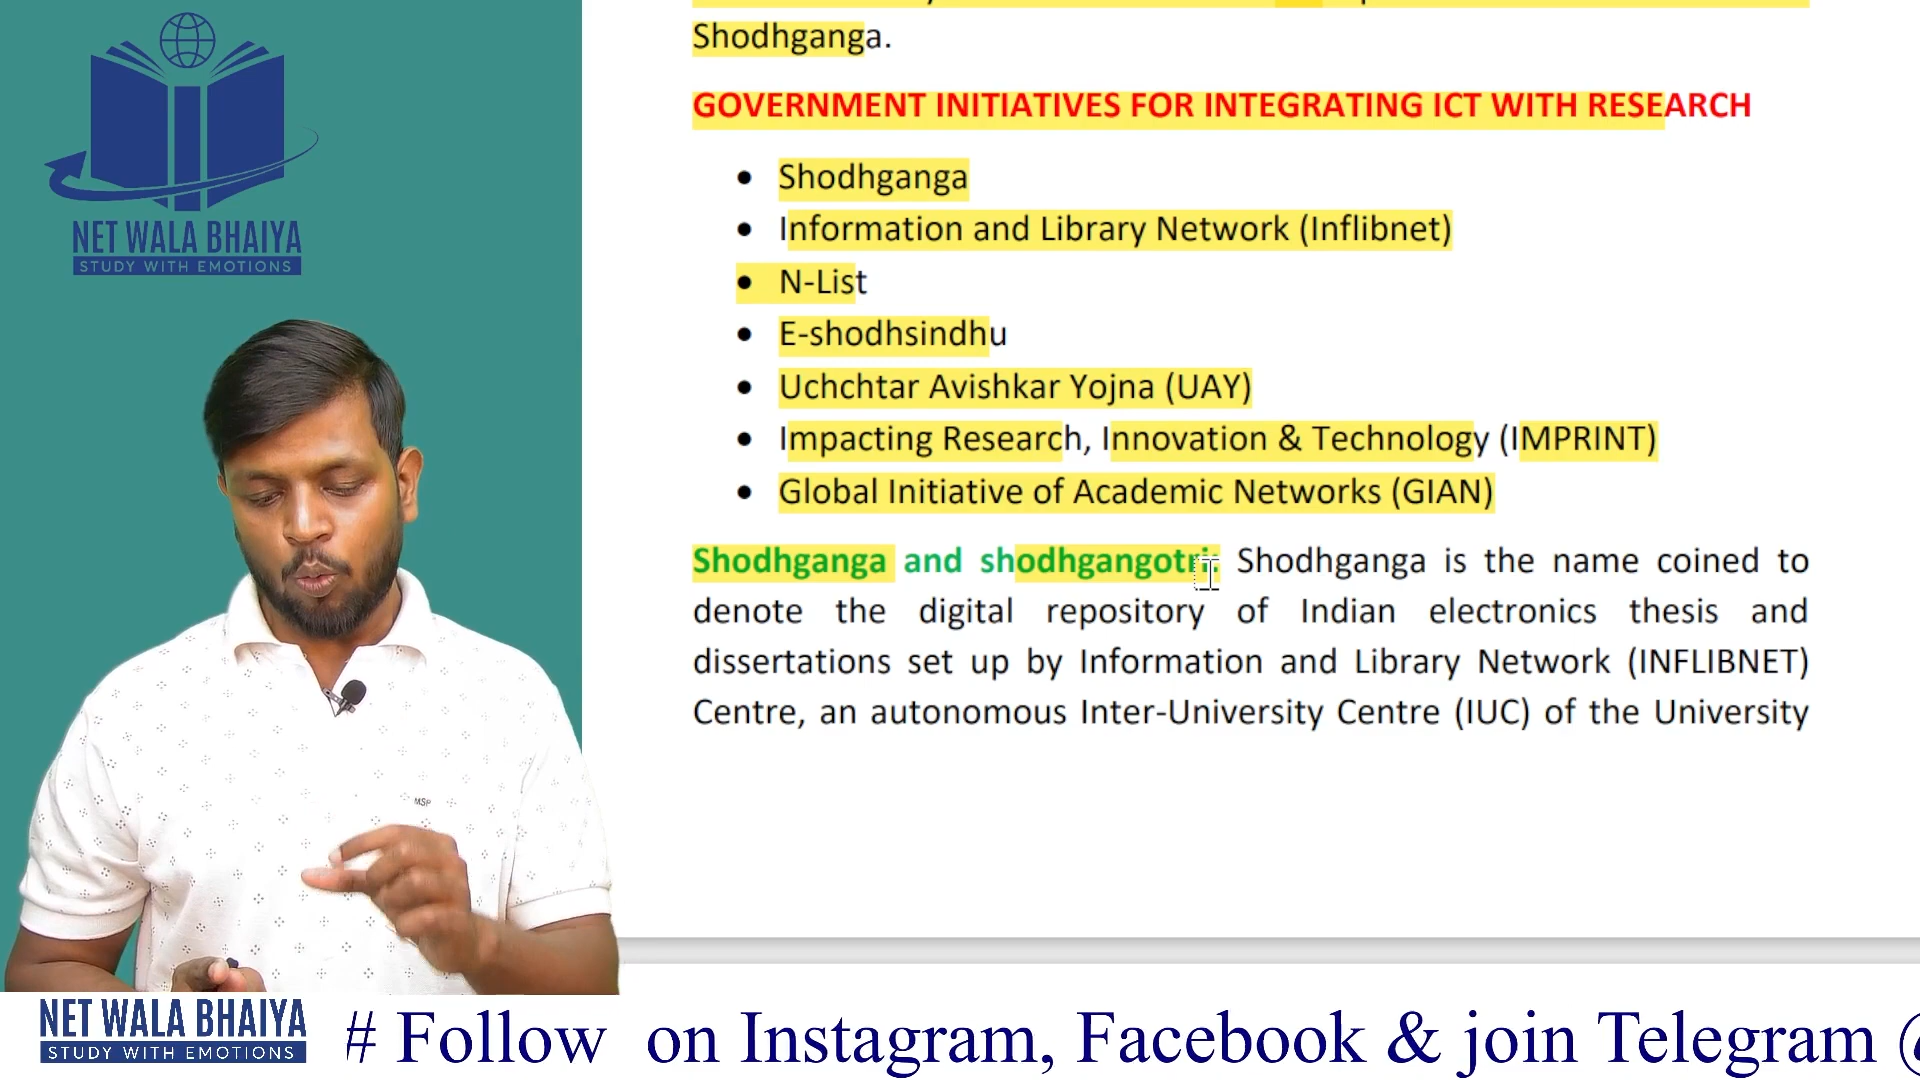 Shodhganga.
GOVERNMENT INITIATIVES FOR INTEGRATING ICT WITH RESEARCH
• Shodhganga
• Information and Library Network (Inflibnet)
• N-List
• E-shodhsindhu
• Uchchtar Avishkar Yojna (UAY)
• Impacting Research, Innovation & Technology (IMPRINT)
• Global Initiative of Academic Networks (GIAN)
Shodhganga and shodhgangotri: Shodhganga is the name coined to
denote the digital repository of Indian electronics thesis and
dissertations set up by Information and Library Network (INFLIBNET)
Centre, an autonomous Inter-University Centre (IUC) of the University
NET WALA BHAIYA
STUDY WITH EMOTIONS
MSP
NET WALA BHAIYA
STUDY WITH EMOTIONS
# Follow on Instagram, Facebook & join Telegram @